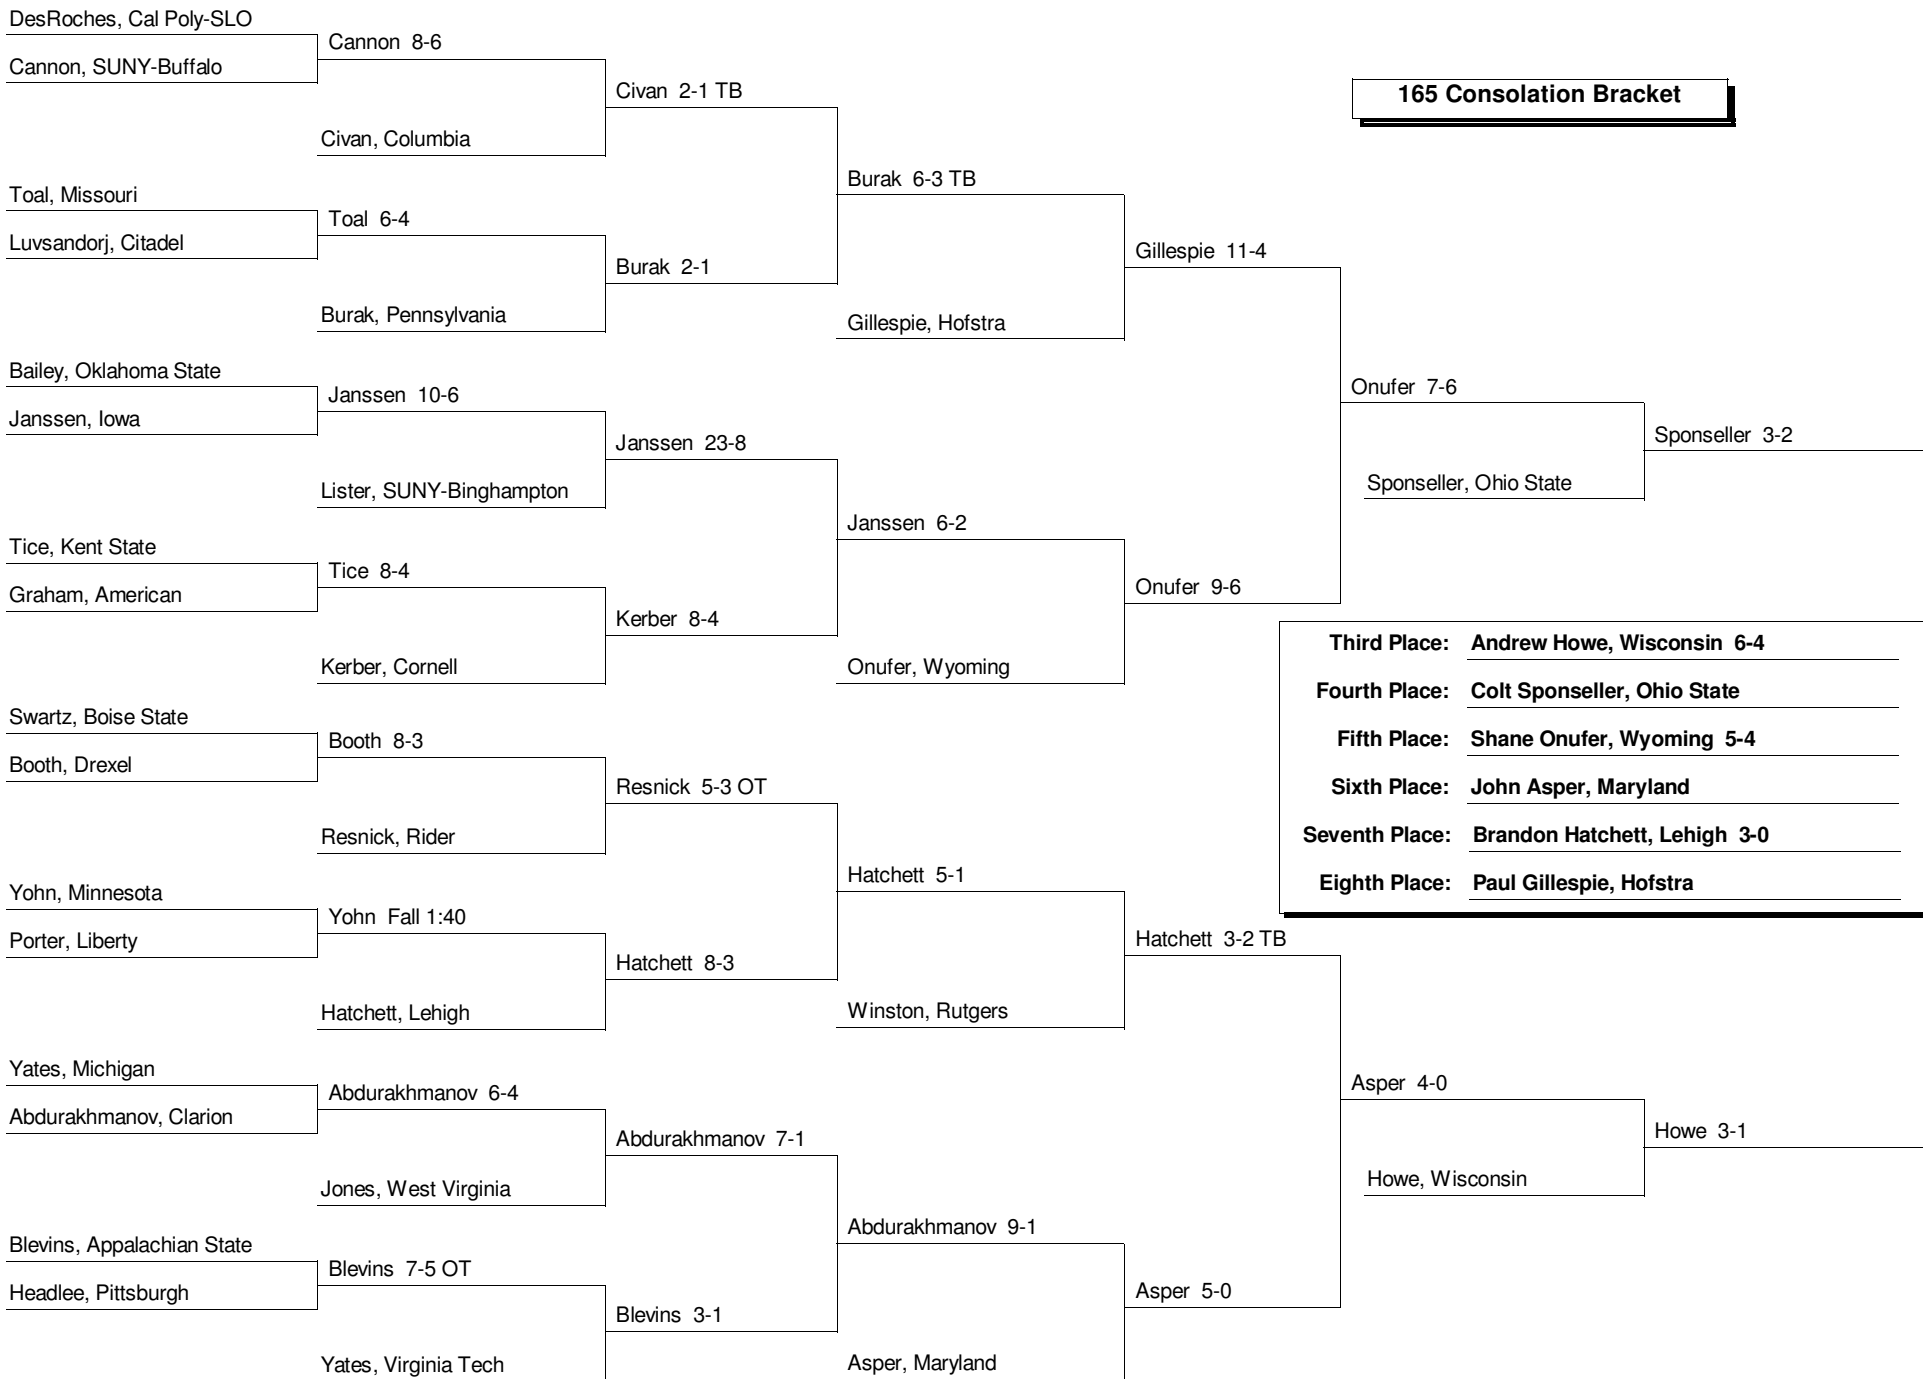 DesRoches, Cal Poly-SLO
Cannon 8-6
Cannon, SUNY-Buffalo
Civan 2-1 TB
165 Consolation Bracket
Civan, Columbia
Burak 6-3 TB
Toal, Missouri
Toal 6-4
Luvsandorj, Citadel
Gillespie 11-4
Burak 2-1
Burak, Pennsylvania
Gillespie, Hofstra
Bailey, Oklahoma State
Janssen 10-6
Onufer 7-6
Janssen, Iowa
Janssen 23-8
Sponseller 3-2
Lister, SUNY-Binghampton
Sponseller, Ohio State
Janssen 6-2
Tice, Kent State
Tice 8-4
Graham, American
Onufer 9-6
Kerber 8-4
Kerber, Cornell
Onufer, Wyoming
Third Place: Andrew Howe, Wisconsin 6-4
Fourth Place: Colt Sponseller, Ohio State
Fifth Place: Shane Onufer, Wyoming 5-4
Sixth Place: John Asper, Maryland
Seventh Place: Brandon Hatchett, Lehigh 3-0
Eighth Place: Paul Gillespie, Hofstra
Swartz, Boise State
Booth 8-3
Booth, Drexel
Resnick 5-3 OT
Resnick, Rider
Hatchett 5-1
Yohn, Minnesota
Yohn Fall 1:40
Porter, Liberty
Hatchett 3-2 TB
Hatchett 8-3
Hatchett, Lehigh
Winston, Rutgers
Yates, Michigan
Abdurakhmanov 6-4
Asper 4-0
Abdurakhmanov, Clarion
Abdurakhmanov 7-1
Howe 3-1
Jones, West Virginia
Howe, Wisconsin
Abdurakhmanov 9-1
Blevins, Appalachian State
Blevins 7-5 OT
Headlee, Pittsburgh
Asper 5-0
Blevins 3-1
Yates, Virginia Tech
Asper, Maryland